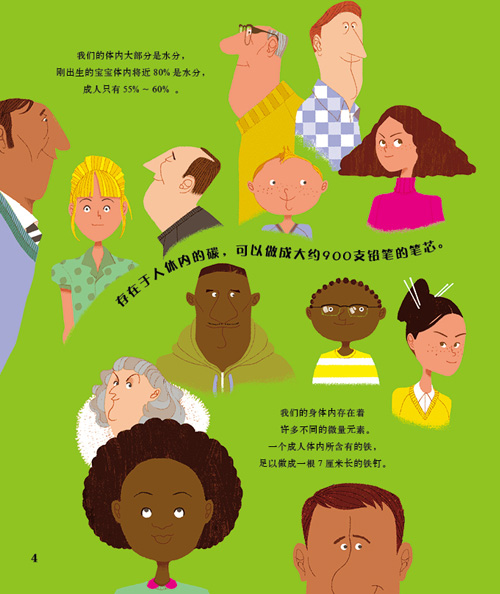 我们的体内大部分是水分，
刚出生的宝宝体内将近 80% 是水分，
成人只有 55% ~ 60% 。
存在于人体内的碳，可以做成大约900支铅笔的笔芯。
我们的身体内存在着
许多不同的微量元素。
一个成人体内所含有的铁，
足以做成一根 7 厘米长的铁钉。
4